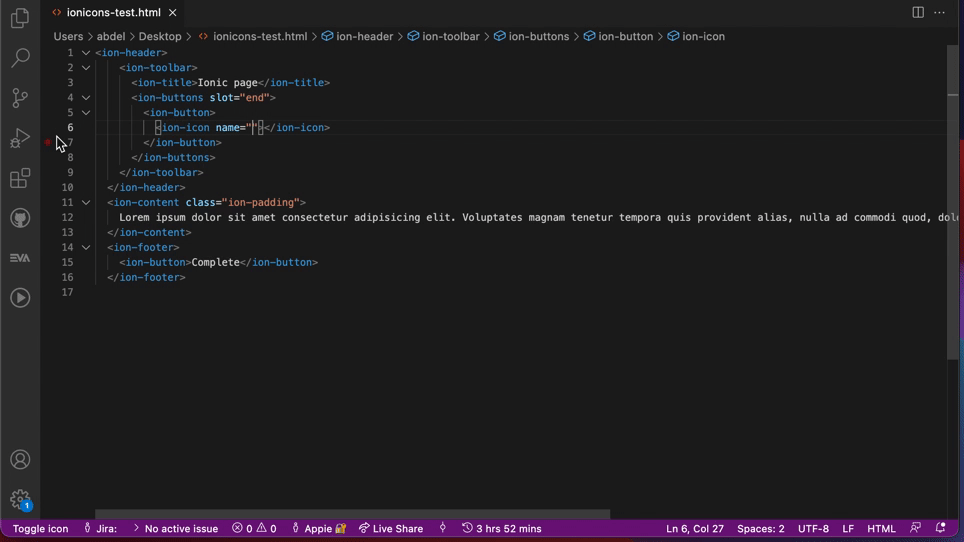 ionicons-test.html
Users > abdel > Desktop > ionicons-test.html > ion-header > ion-toolbar > ion-buttons > ion-button > ion-icon
1 <ion-header>
2 <ion-toolbar>
3 <ion-title>Ionic page</ion-title>
4 <ion-buttons slot="end">
5 <ion-button>
6 <ion-icon name=""></ion-icon>
7 </ion-button>
8 </ion-buttons>
9 </ion-toolbar>
10 </ion-header>
11 <ion-content class="ion-padding">
12 Lorem ipsum dolor sit amet consectetur adipisicing elit. Voluptates magnam tenetur tempora quis provident alias, nulla ad commodi quod, dolo
13 </ion-content>
14 <ion-footer>
15 <ion-button>Complete</ion-button>
16 </ion-footer>
17
EVA
1
Toggle icon Jira: > No active issue 0 0 Appie Live Share 3 hrs 52 mins Ln 6, Col 27 Spaces: 2 UTF-8 LF HTML